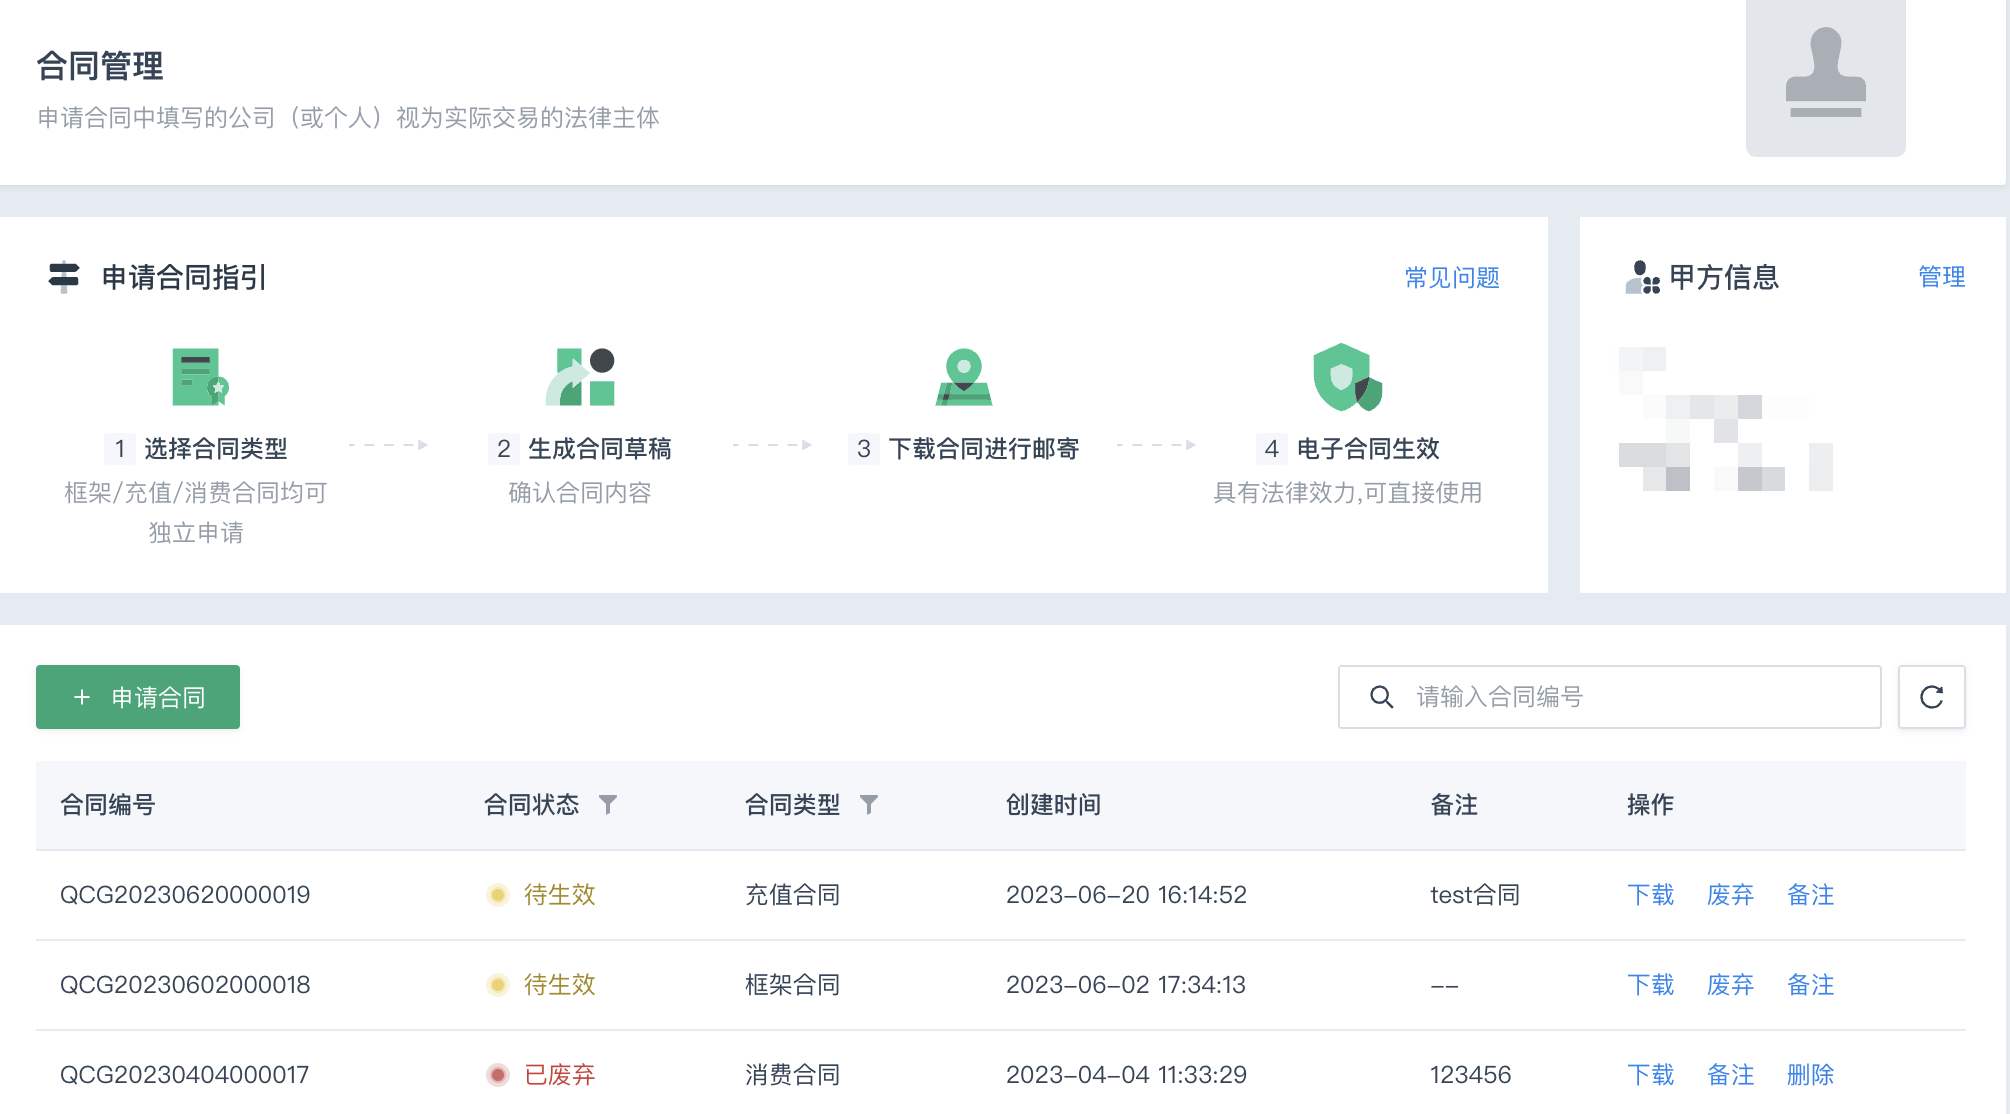 合同管理
申请合同中填写的公司（或个人）视为实际交易的法律主体
申请合同指引
常见问题
1 选择合同类型
框架/充值/消费合同均可
独立申请
2 生成合同草稿
确认合同内容
3 下载合同进行邮寄
4 电子合同生效
具有法律效力,可直接使用
甲方信息
管理
+ 申请合同
请输入合同编号
合同编号 合同状态 合同类型 创建时间 备注 操作
QCG20230620000019 待生效 充值合同 2023-06-20 16:14:52 test合同 下载 废弃 备注
QCG20230602000018 待生效 框架合同 2023-06-02 17:34:13 -- 下载 废弃 备注
QCG20230404000017 已废弃 消费合同 2023-04-04 11:33:29 123456 下载 备注 删除